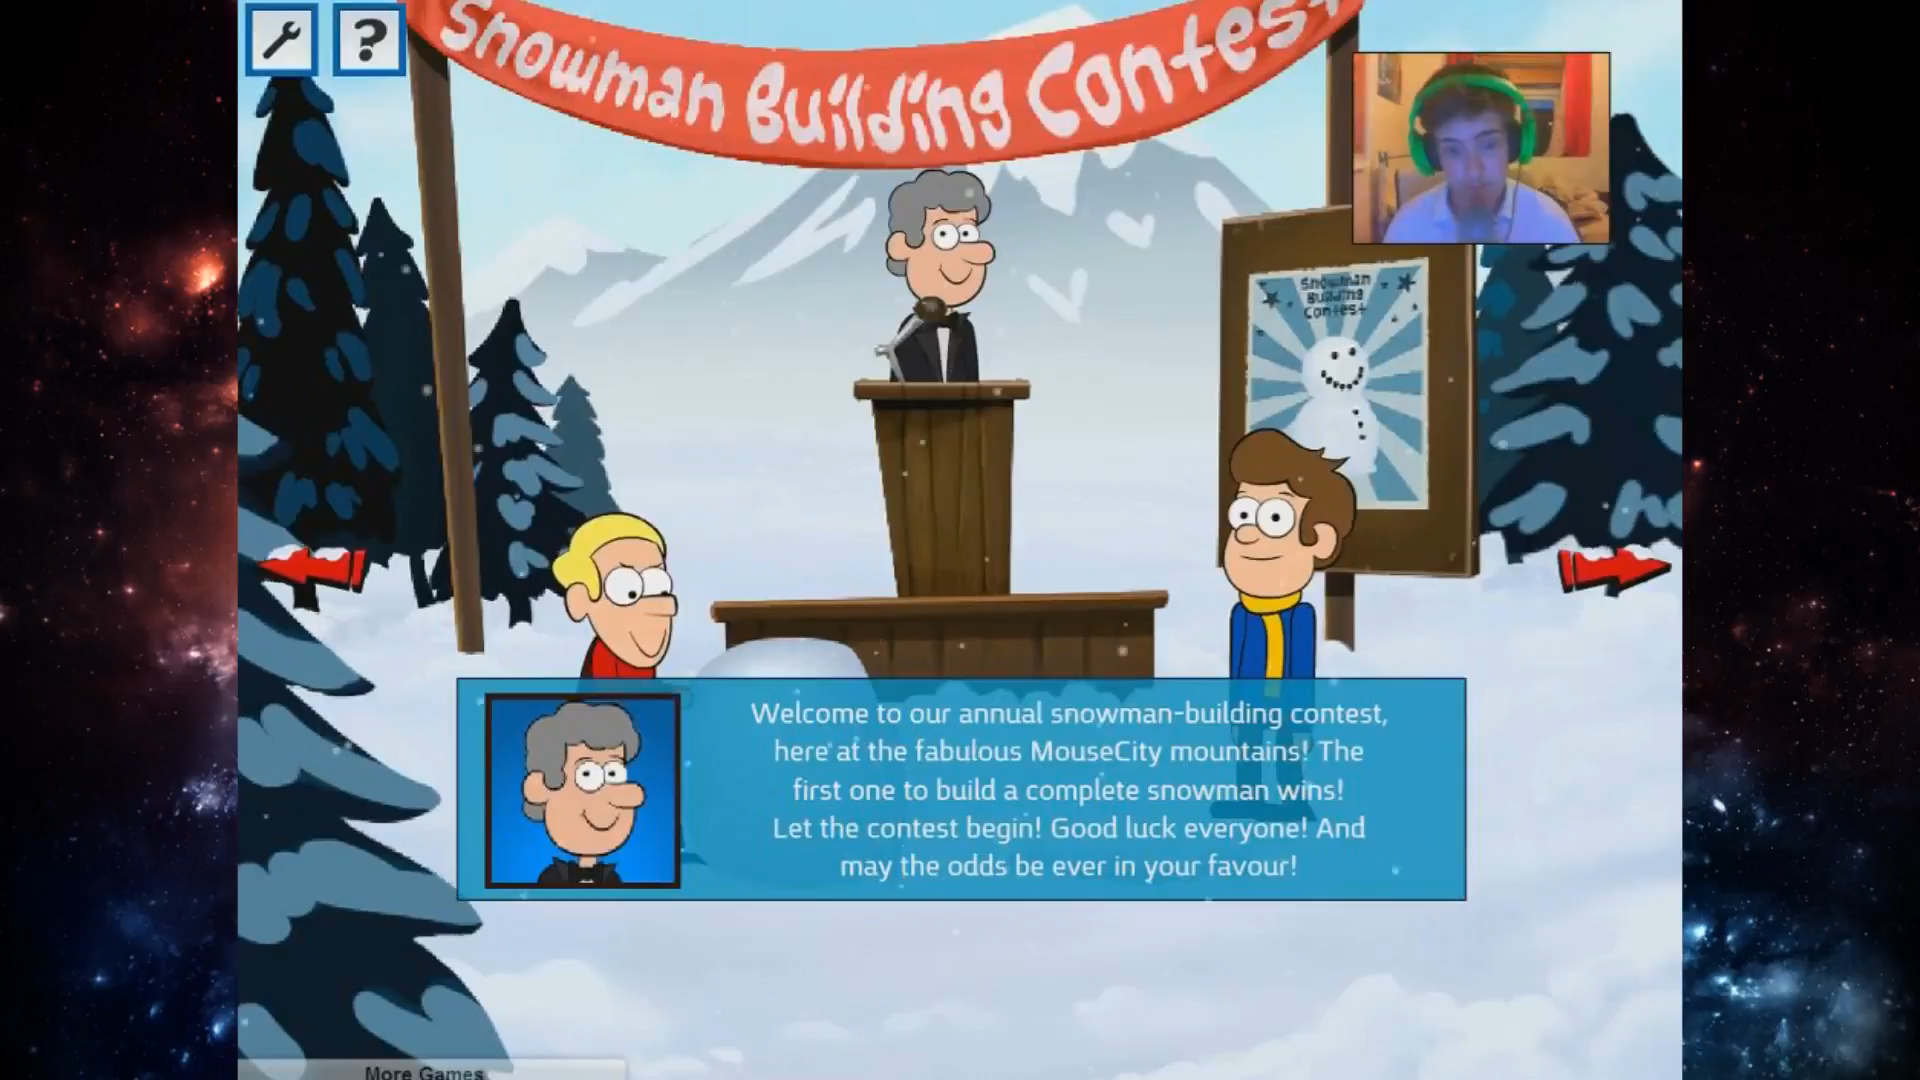 Snowman Building Contest
?
Snowman
Building
Contest
Welcome to our annual snowman-building contest,
here at the fabulous MouseCity mountains! The
first one to build a complete snowman wins!
Let the contest begin! Good luck everyone! And
may the odds be ever in your favour!
More Games